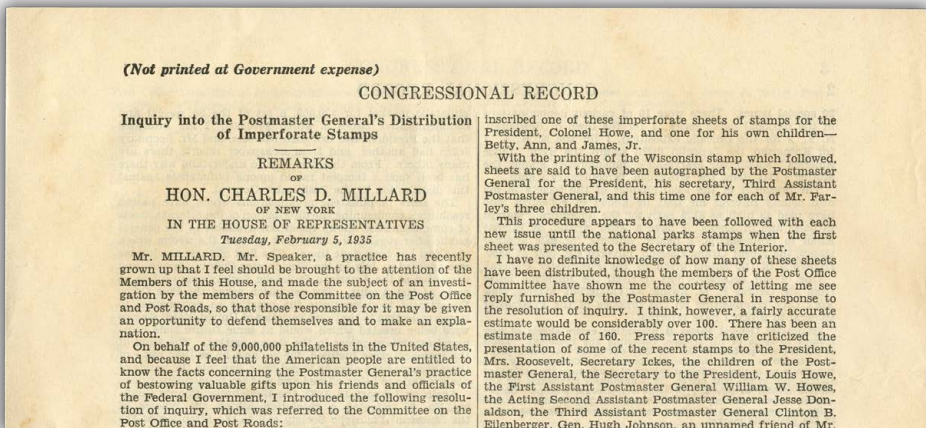 (Not printed at Government expense)
CONGRESSIONAL RECORD
Inquiry into the Postmaster General's Distribution
of Imperforate Stamps
REMARKS
OF
HON. CHARLES D. MILLARD
OF NEW YORK
IN THE HOUSE OF REPRESENTATIVES
Tuesday, February 5, 1935
Mr. MILLARD. Mr. Speaker, a practice has recently
grown up that I feel should be brought to the attention of the
Members of this House, and made the subject of an investi-
gation by the members of the Committee on the Post Office
and Post Roads, so that those responsible for it may be given
an opportunity to defend themselves and to make an expla-
nation.
On behalf of the 9,000,000 philatelists in the United States,
and because I feel that the American people are entitled to
know the facts concerning the Postmaster General's practice
of bestowing valuable gifts upon his friends and officials of
the Federal Government, I introduced the following resolu-
tion of inquiry, which was referred to the Committee on the
Post Office and Post Roads:
inscribed one of these imperforate sheets of stamps for the
President, Colonel Howe, and one for his own children—
Betty, Ann, and James, Jr.
With the printing of the Wisconsin stamp which followed,
sheets are said to have been autographed by the Postmaster
General for the President, his secretary, Third Assistant
Postmaster General, and this time one for each of Mr. Far-
ley's three children.
This procedure appears to have been followed with each
new issue until the national parks stamps when the first
sheet was presented to the Secretary of the Interior.
I have no definite knowledge of how many of these sheets
have been distributed, though the members of the Post Office
Committee have shown me the courtesy of letting me see
reply furnished by the Postmaster General in response to
the resolution of inquiry. I think, however, a fairly accurate
estimate would be considerably over 100. There has been an
estimate made of 160. Press reports have criticized the
presentation of some of the recent stamps to the President,
Mrs. Roosevelt, Secretary Ickes, the children of the Post-
master General, the Secretary to the President, Louis Howe,
the First Assistant Postmaster General William W. Howes,
the Acting Second Assistant Postmaster General Jesse Don-
aldson, the Third Assistant Postmaster General Clinton B.
Eilenberger, Gen. Hugh Johnson, an unnamed friend of Mr.